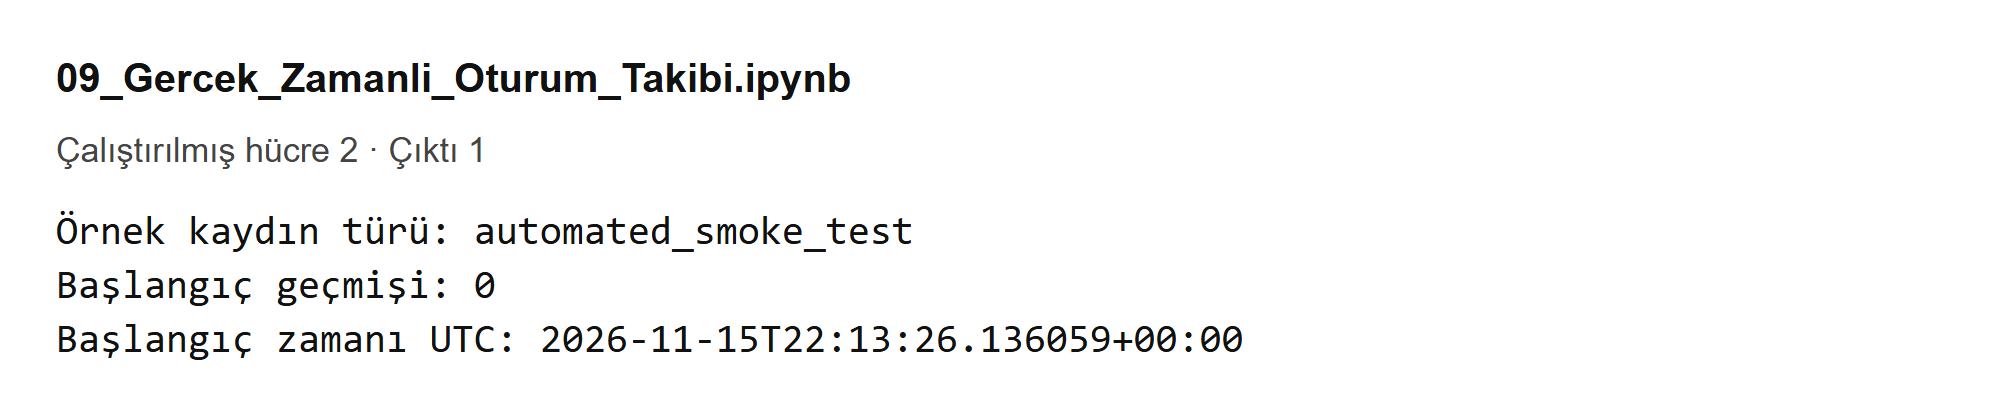 09_Gercek_Zamanli_Oturum_Takibi.ipynb
Çalıştırılmış hücre 2 · Çıktı 1
Örnek kaydın türü: automated_smoke_test
Başlangıç geçmişi: 0
Başlangıç zamanı UTC: 2026-11-15T22:13:26.136059+00:00